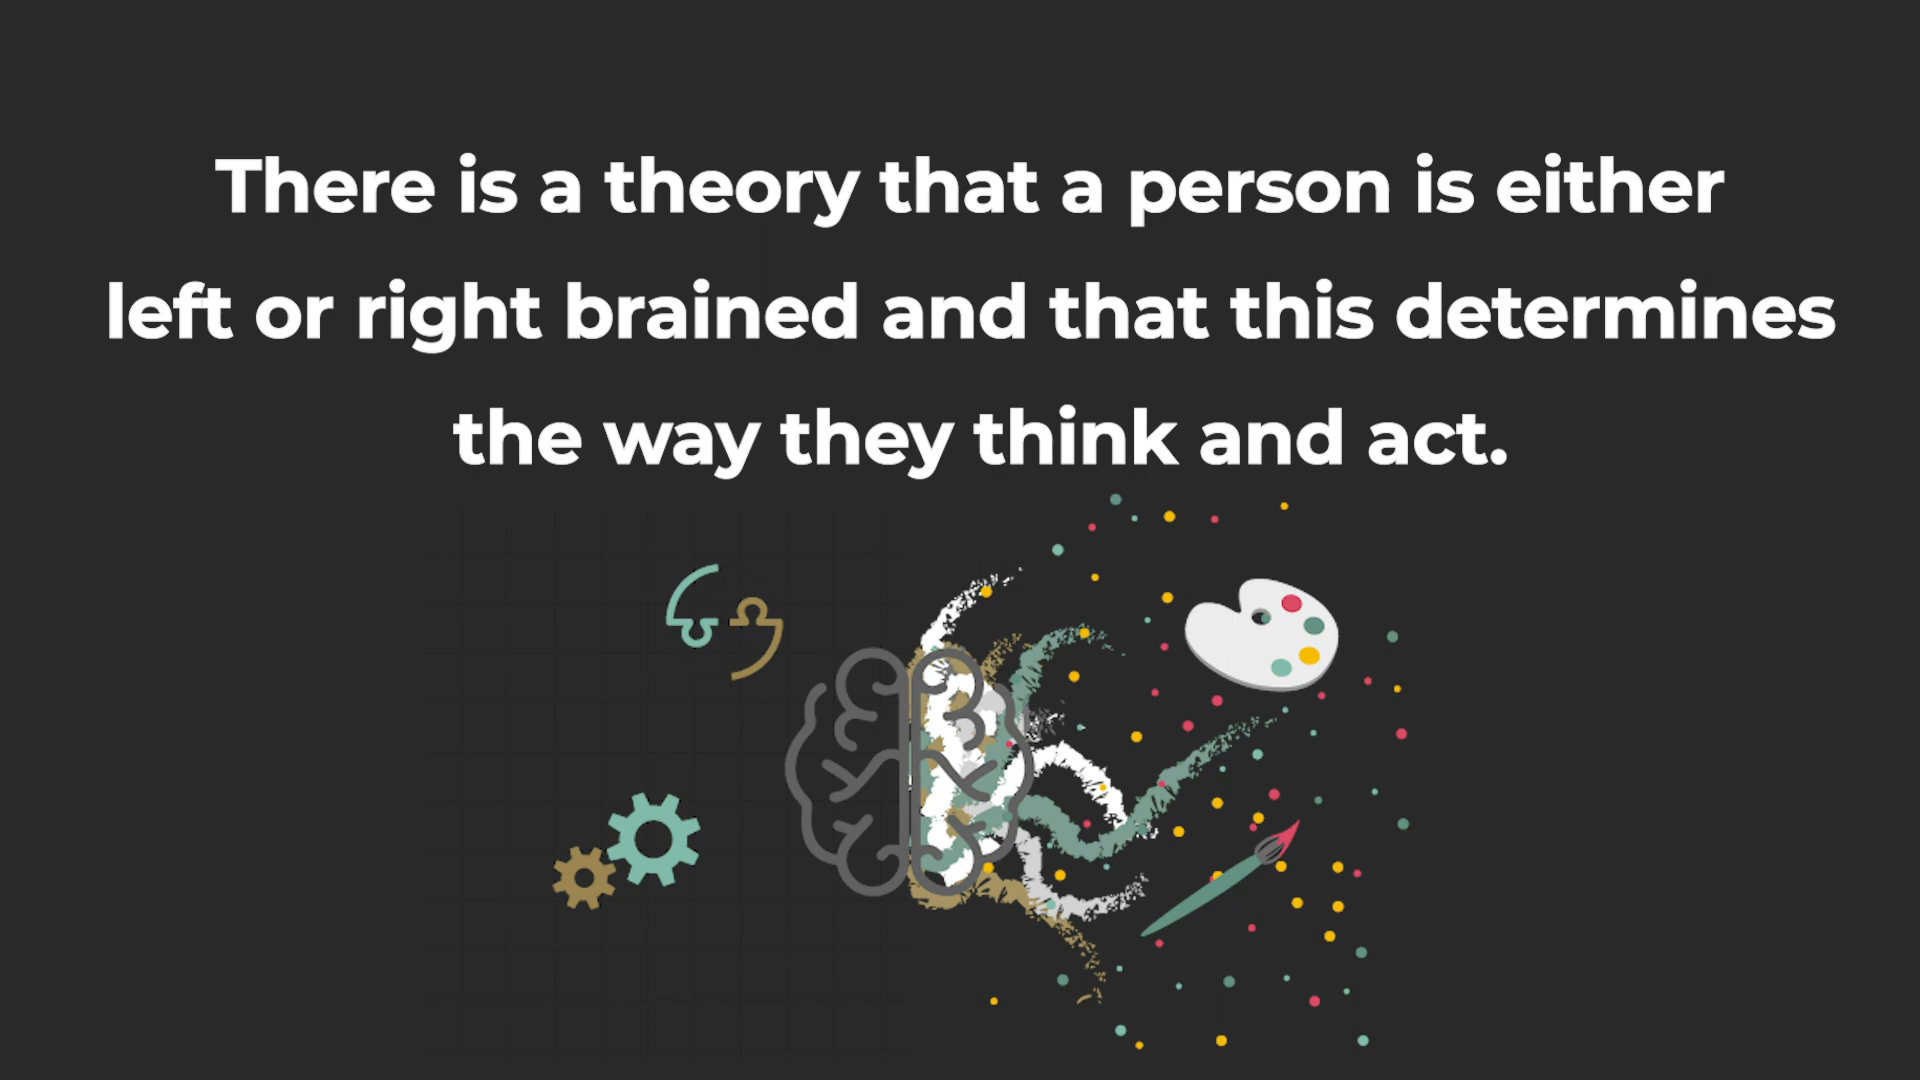 There is a theory that a person is either
left or right brained and that this determines
the way they think and act.